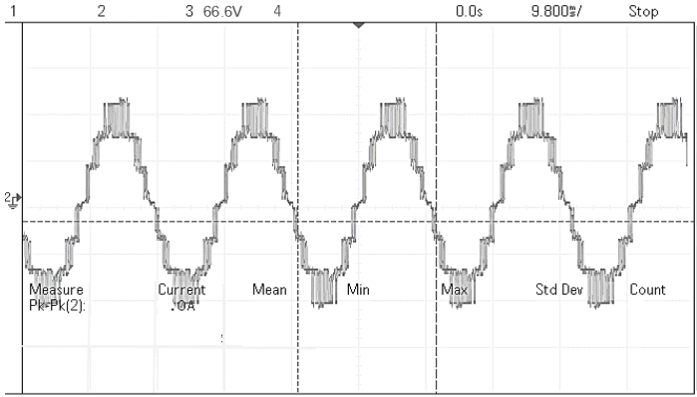 1 2 3 66.6V 4 0.0s 9.800ms/ Stop
2
Measure Current Mean Min Max Std Dev Count
Pk-Pk(2): .0A